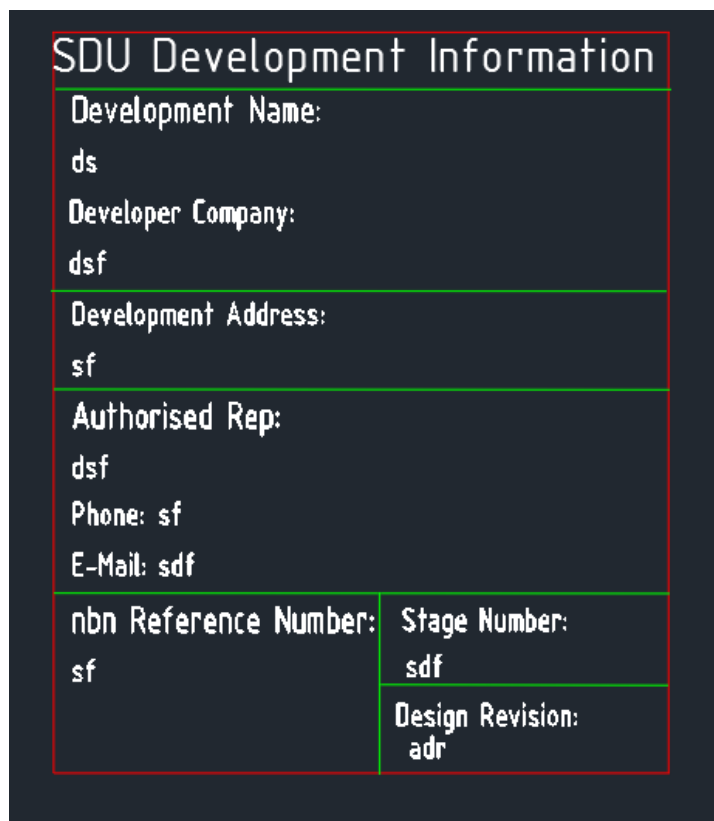 SDU Development Information
Development Name:
ds
Developer Company:
dsf
Development Address:
sf
Authorised Rep:
dsf
Phone: sf
E-Mail: sdf
nbn Reference Number:
sf
Stage Number:
sdf
Design Revision:
adr